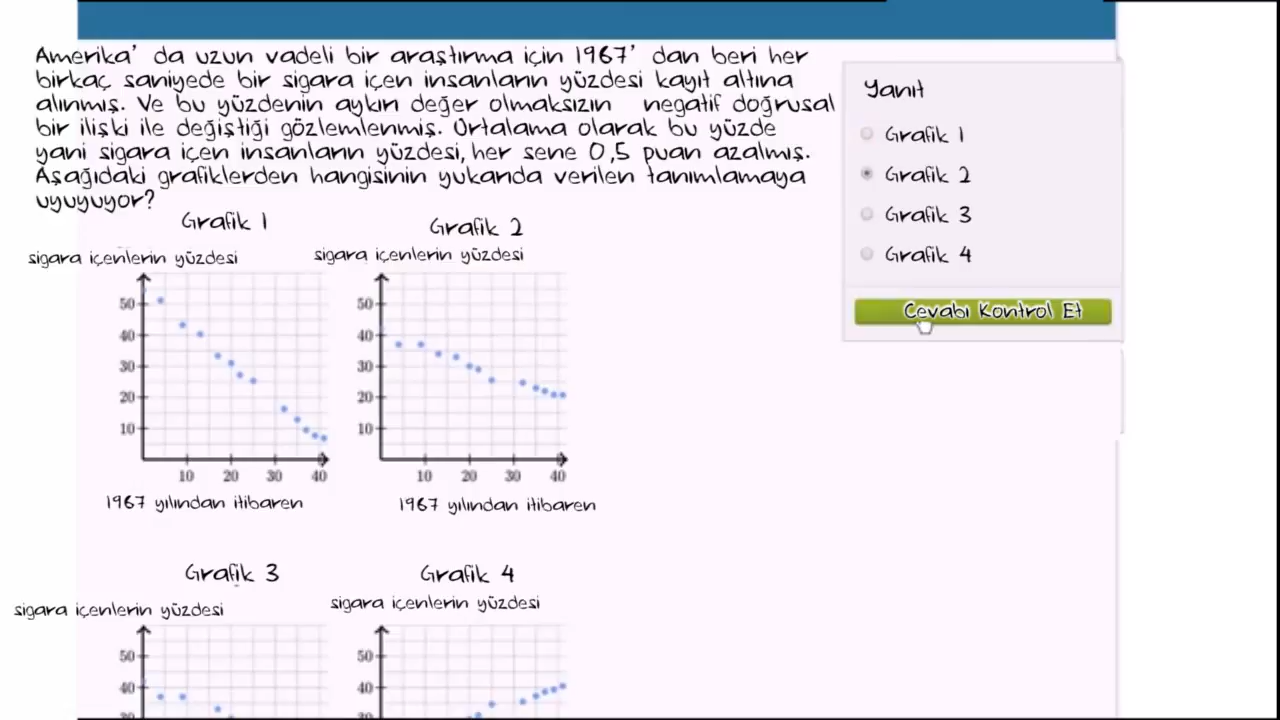 Amerika' da uzun vadeli bir araştırma için 1967' dan beri her
birkaç saniyede bir sigara içen insanların yüzdesi kayıt altına
alınmış. Ve bu yüzdenin aykırı değer olmaksızın negatif doğrusal
bir ilişki ile değiştiği gözlemlenmiş. Ortalama olarak bu yüzde
yani sigara içen insanların yüzdesi, her sene 0,5 puan azalmış.
Aşağıdaki grafiklerden hangisinin yukarıda verilen tanımlamaya
uyuyuyor?
Yanıt
Grafik 1
Grafik 2
Grafik 3
Grafik 4
Cevabı Kontrol Et
Grafik 1
sigara içenlerin yüzdesi
50
40
30
20
10
10 20 30 40
1967 yılından itibaren
Grafik 2
sigara içenlerin yüzdesi
50
40
30
20
10
10 20 30 40
1967 yılından itibaren
Grafik 3
sigara içenlerin yüzdesi
50
40
30
Grafik 4
sigara içenlerin yüzdesi
50
40
30